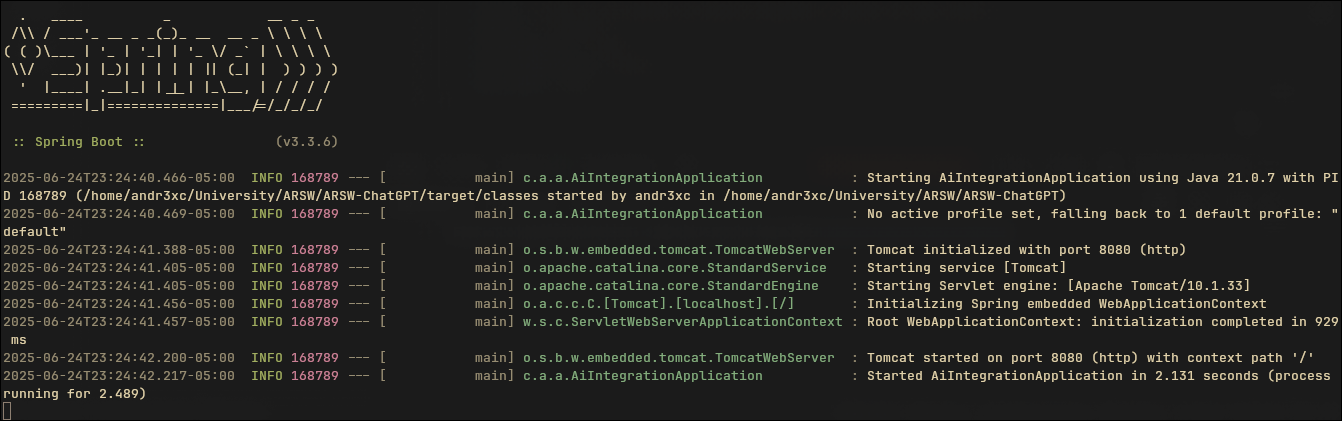 .   ____          _            __ _ _
 /\\ / ___'_ __ _ _(_)_ __  __ _ \ \ \ \
( ( )\___ | '_ | '_| | '_ \/ _` | \ \ \ \
 \\/  ___)| |_)| | | | | || (_| |  ) ) ) )
  '  |____| .__|_| |_|_| |_\__, | / / / /
 =========|_|==============|___/=/_/_/_/

 :: Spring Boot ::                (v3.3.6)

2025-06-24T23:24:40.466-05:00  INFO 168789 --- [           main] c.a.a.AiIntegrationApplication           : Starting AiIntegrationApplication using Java 21.0.7 with PI
D 168789 (/home/andr3xc/University/ARSW/ARSW-ChatGPT/target/classes started by andr3xc in /home/andr3xc/University/ARSW/ARSW-ChatGPT)
2025-06-24T23:24:40.469-05:00  INFO 168789 --- [           main] c.a.a.AiIntegrationApplication           : No active profile set, falling back to 1 default profile: "
default"
2025-06-24T23:24:41.388-05:00  INFO 168789 --- [           main] o.s.b.w.embedded.tomcat.TomcatWebServer  : Tomcat initialized with port 8080 (http)
2025-06-24T23:24:41.405-05:00  INFO 168789 --- [           main] o.apache.catalina.core.StandardService   : Starting service [Tomcat]
2025-06-24T23:24:41.405-05:00  INFO 168789 --- [           main] o.apache.catalina.core.StandardEngine    : Starting Servlet engine: [Apache Tomcat/10.1.33]
2025-06-24T23:24:41.456-05:00  INFO 168789 --- [           main] o.a.c.c.C.[Tomcat].[localhost].[/]       : Initializing Spring embedded WebApplicationContext
2025-06-24T23:24:41.457-05:00  INFO 168789 --- [           main] w.s.c.ServletWebServerApplicationContext : Root WebApplicationContext: initialization completed in 929
 ms
2025-06-24T23:24:42.200-05:00  INFO 168789 --- [           main] o.s.b.w.embedded.tomcat.TomcatWebServer  : Tomcat started on port 8080 (http) with context path '/'
2025-06-24T23:24:42.217-05:00  INFO 168789 --- [           main] c.a.a.AiIntegrationApplication           : Started AiIntegrationApplication in 2.131 seconds (process
running for 2.489)